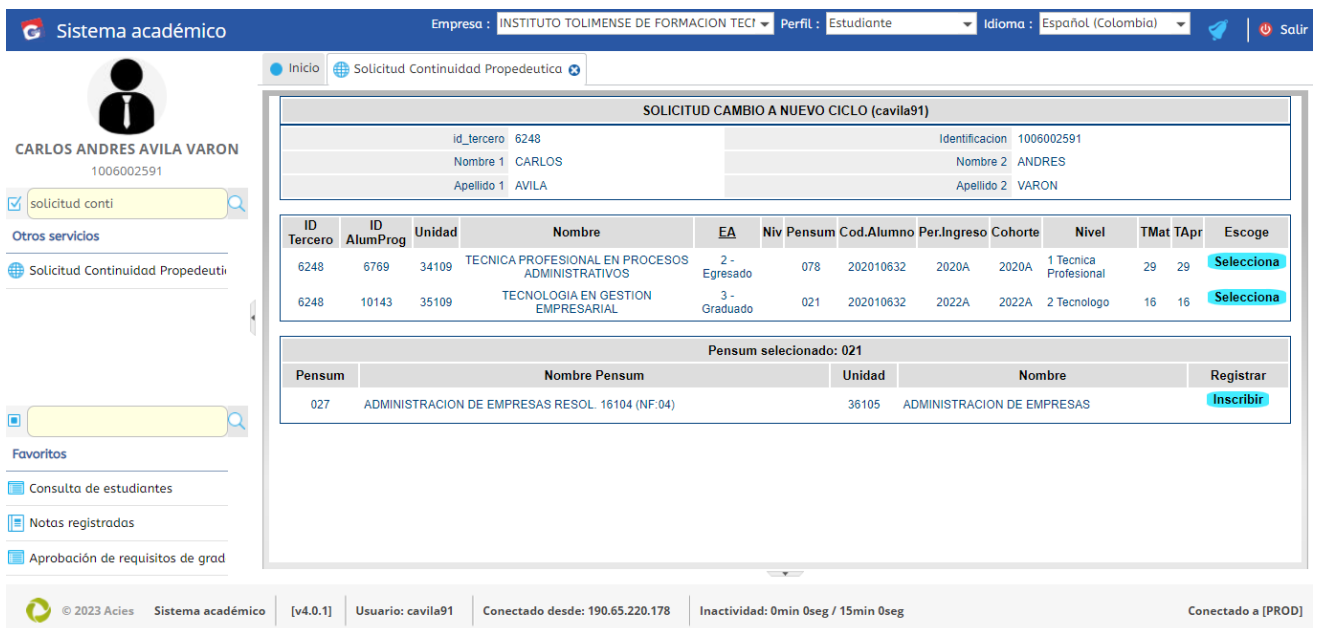 Sistema académico
Empresa : INSTITUTO TOLIMENSE DE FORMACION TECI Perfil : Estudiante Idioma : Español (Colombia) Salir
Inicio Solicitud Continuidad Propedeutica
CARLOS ANDRES AVILA VARON
1006002591
solicitud conti
Otros servicios
Solicitud Continuidad Propedeuti
Favoritos
Consulta de estudiantes
Notas registradas
Aprobación de requisitos de grad
SOLICITUD CAMBIO A NUEVO CICLO (cavila91)
id_tercero 6248 Identificacion 1006002591
Nombre 1 CARLOS Nombre 2 ANDRES
Apellido 1 AVILA Apellido 2 VARON
ID Tercero ID AlumProg Unidad Nombre EA Niv Pensum Cod.Alumno Per.Ingreso Cohorte Nivel TMat TApr Escoge
6248 6769 34109 TECNICA PROFESIONAL EN PROCESOS ADMINISTRATIVOS 2 - Egresado 078 202010632 2020A 2020A 1 Tecnica Profesional 29 29 Selecciona
6248 10143 35109 TECNOLOGIA EN GESTION EMPRESARIAL 3 - Graduado 021 202010632 2022A 2022A 2 Tecnologo 16 16 Selecciona
Pensum selecionado: 021
Pensum Nombre Pensum Unidad Nombre Registrar
027 ADMINISTRACION DE EMPRESAS RESOL. 16104 (NF:04) 36105 ADMINISTRACION DE EMPRESAS Inscribir
© 2023 Acies Sistema académico [v4.0.1] Usuario: cavila91 Conectado desde: 190.65.220.178 Inactividad: 0min 0seg / 15min 0seg Conectado a [PROD]